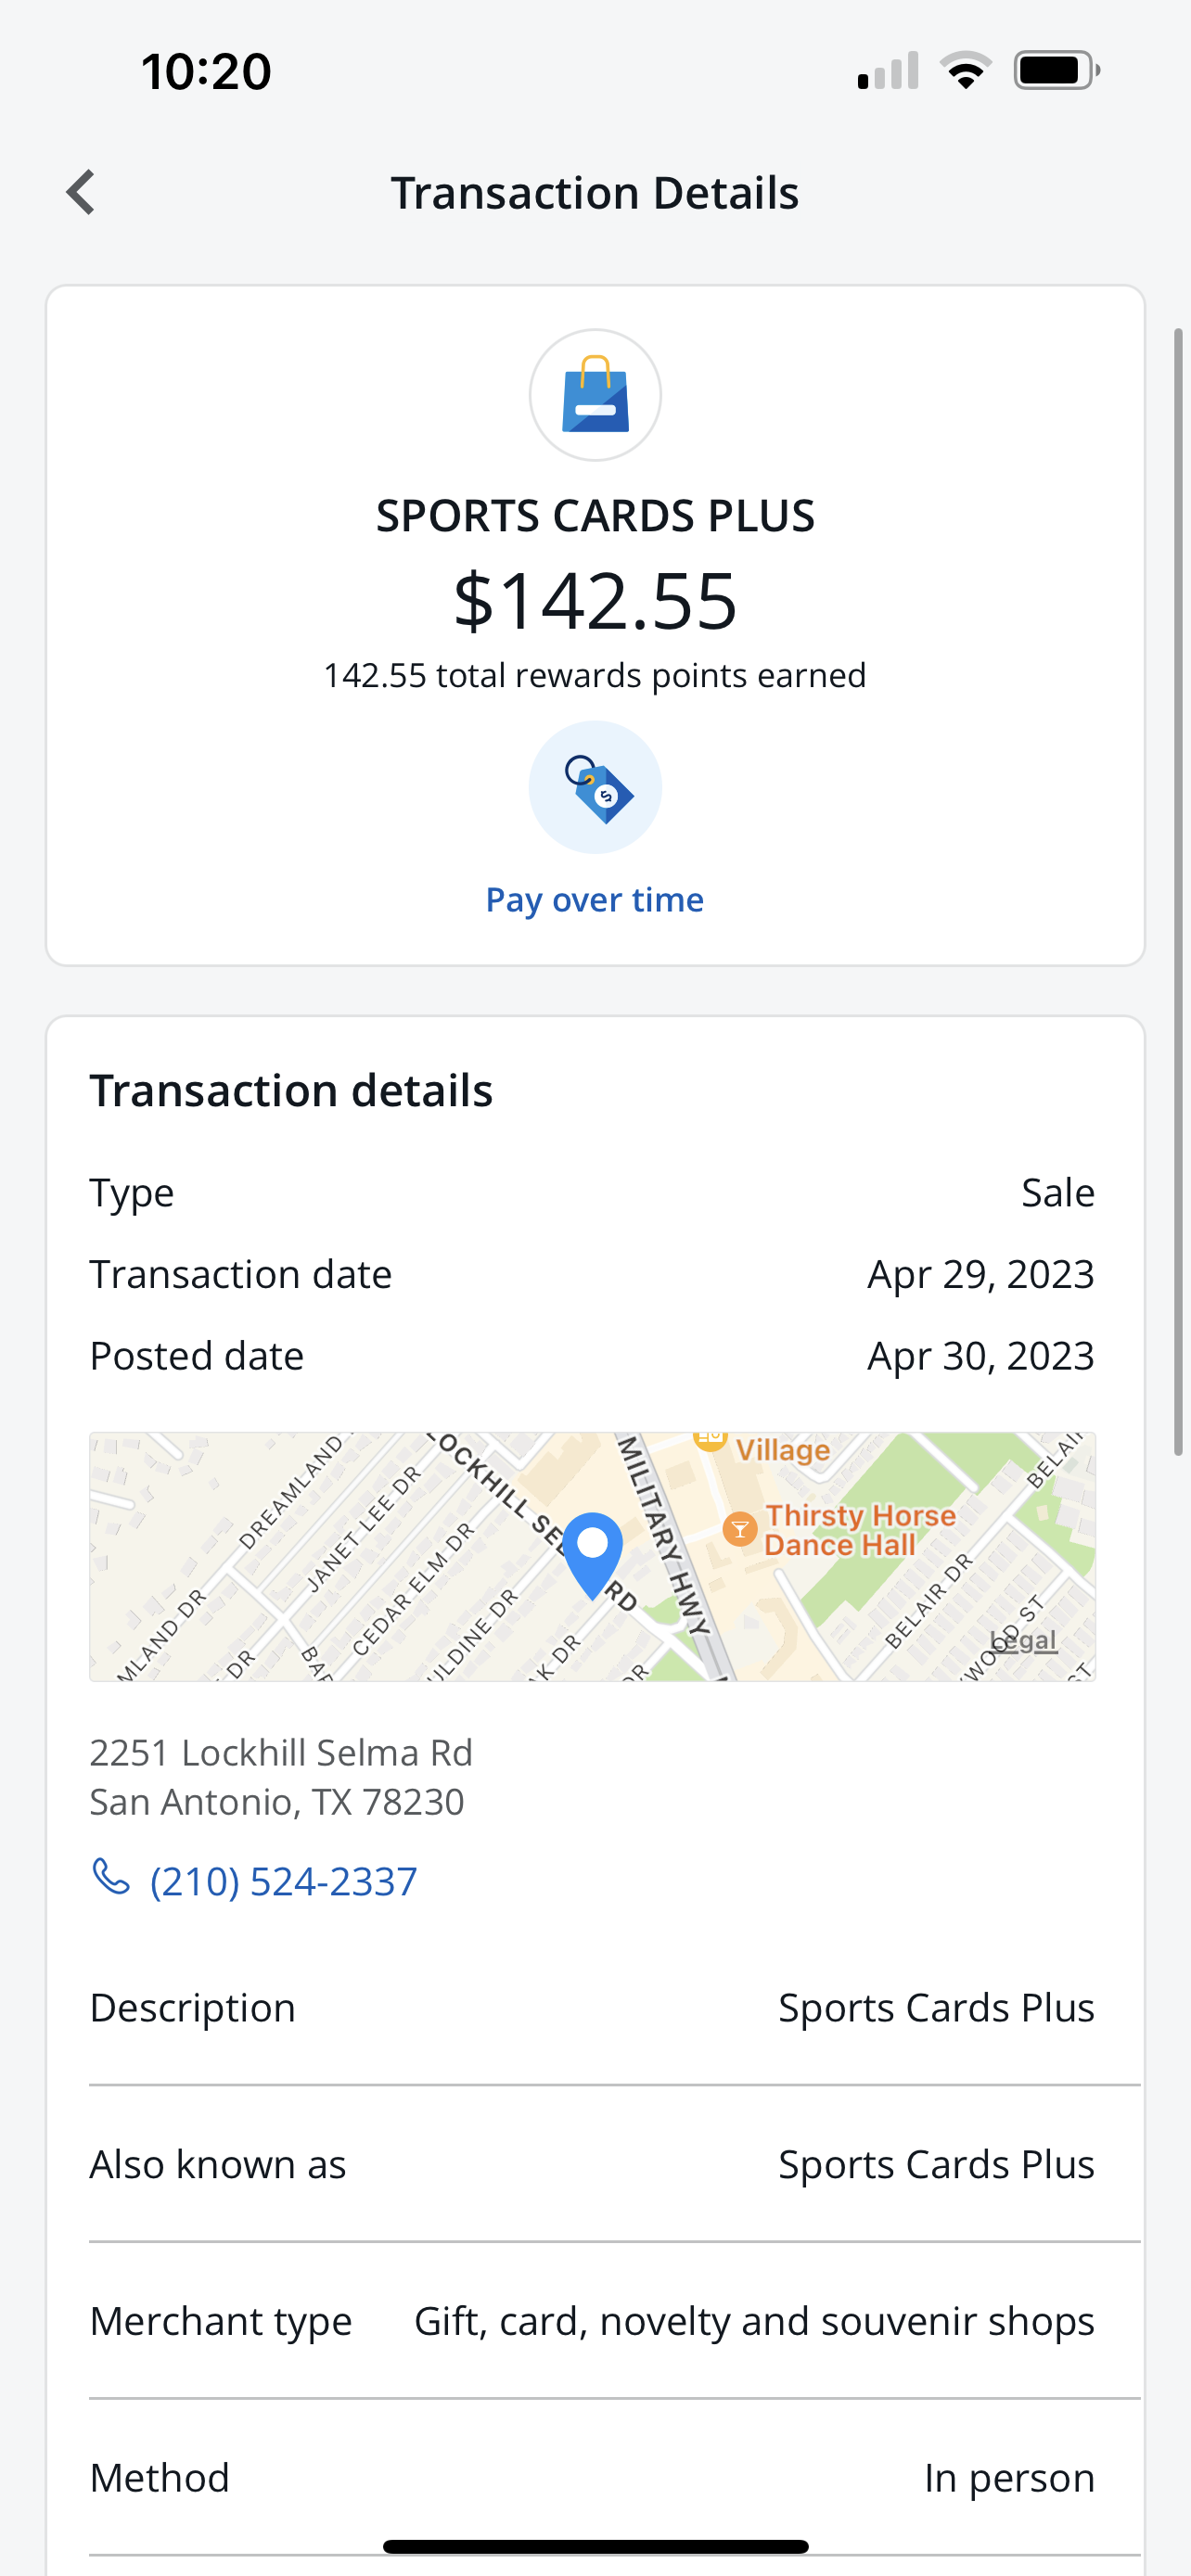 10:20
Transaction Details
SPORTS CARDS PLUS
$142.55
142.55 total rewards points earned
Pay over time
Transaction details
Type Sale
Transaction date Apr 29, 2023
Posted date Apr 30, 2023
DREAMLAND
JANET LEE DR
CEDAR ELM DR
LOCKHILL SEL
RD
MILITARY HWY
Village
Thirsty Horse
Dance Hall
BELAIR DR
BELAIR
MLAND DR
DR
ULDINE DR
AK DR
DR
WOOD ST
ST
Legal
2251 Lockhill Selma Rd
San Antonio, TX 78230
(210) 524-2337
Description Sports Cards Plus
Also known as Sports Cards Plus
Merchant type Gift, card, novelty and souvenir shops
Method In person